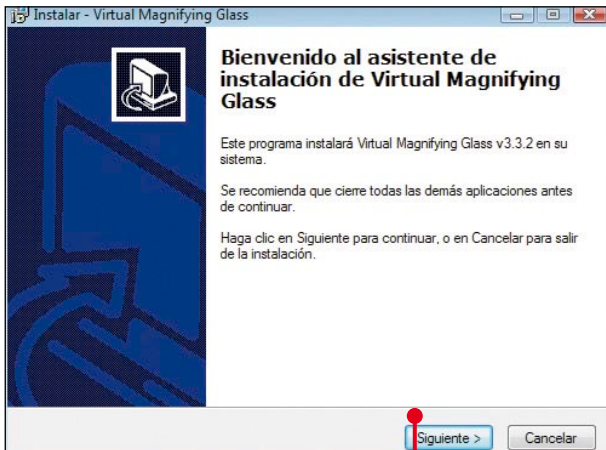 Instalar - Virtual Magnifying Glass
Bienvenido al asistente de
instalación de Virtual Magnifying
Glass
Este programa instalará Virtual Magnifying Glass v3.3.2 en su
sistema.
Se recomienda que cierre todas las demás aplicaciones antes
de continuar.
Haga clic en Siguiente para continuar, o en Cancelar para salir
de la instalación.
Siguiente >
Cancelar